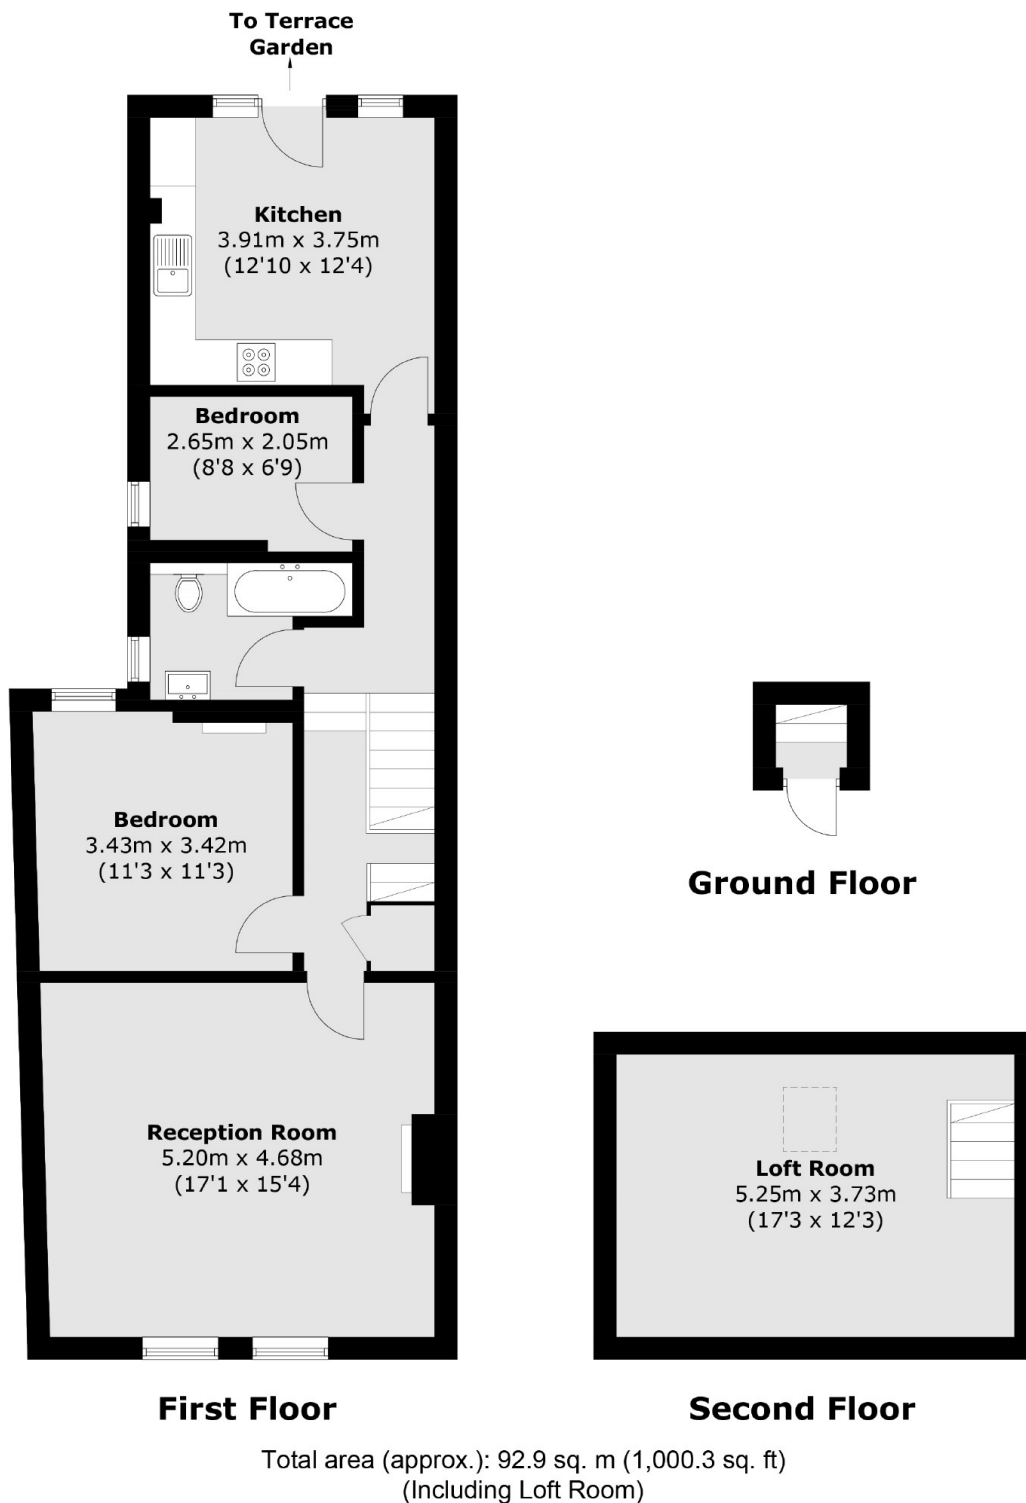 To Terrace
Garden
Kitchen
3.91m x 3.75m
(12'10 x 12'4)
Bedroom
2.65m x 2.05m
(8'8 x 6'9)
Bedroom
3.43m x 3.42m
(11'3 x 11'3)
Ground Floor
Reception Room
5.20m x 4.68m
(17'1 x 15'4)
Loft Room
5.25m x 3.73m
(17'3 x 12'3)
First Floor
Second Floor
Total area (approx.): 92.9 sq. m (1,000.3 sq. ft)
(Including Loft Room)